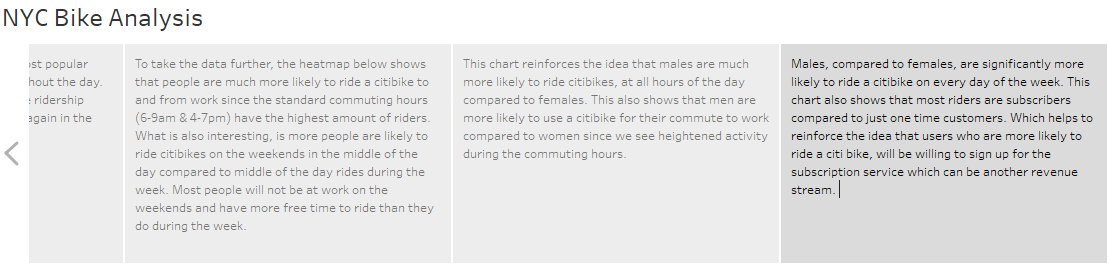 NYC Bike Analysis
popular
the day.
ridership
again in the
To take the data further, the heatmap below shows
that people are much more likely to ride a citibike to
and from work since the standard commuting hours
(6-9am & 4-7pm) have the highest amount of riders.
What is also interesting, is more people are likely to
ride citibikes on the weekends in the middle of the
day compared to middle of the day rides during the
week. Most people will not be at work on the
weekends and have more free time to ride than they
do during the week.
This chart reinforces the idea that males are much
more likely to ride citibikes, at all hours of the day
compared to females. This also shows that men are
more likely to use a citibike for their commute to work
compared to women since we see heightened activity
during the commuting hours.
Males, compared to females, are significantly more
likely to ride a citibike on every day of the week. This
chart also shows that most riders are subscribers
compared to just one time customers. Which helps to
reinforce the idea that users who are more likely to
ride a citi bike, will be willing to sign up for the
subscription service which can be another revenue
stream.